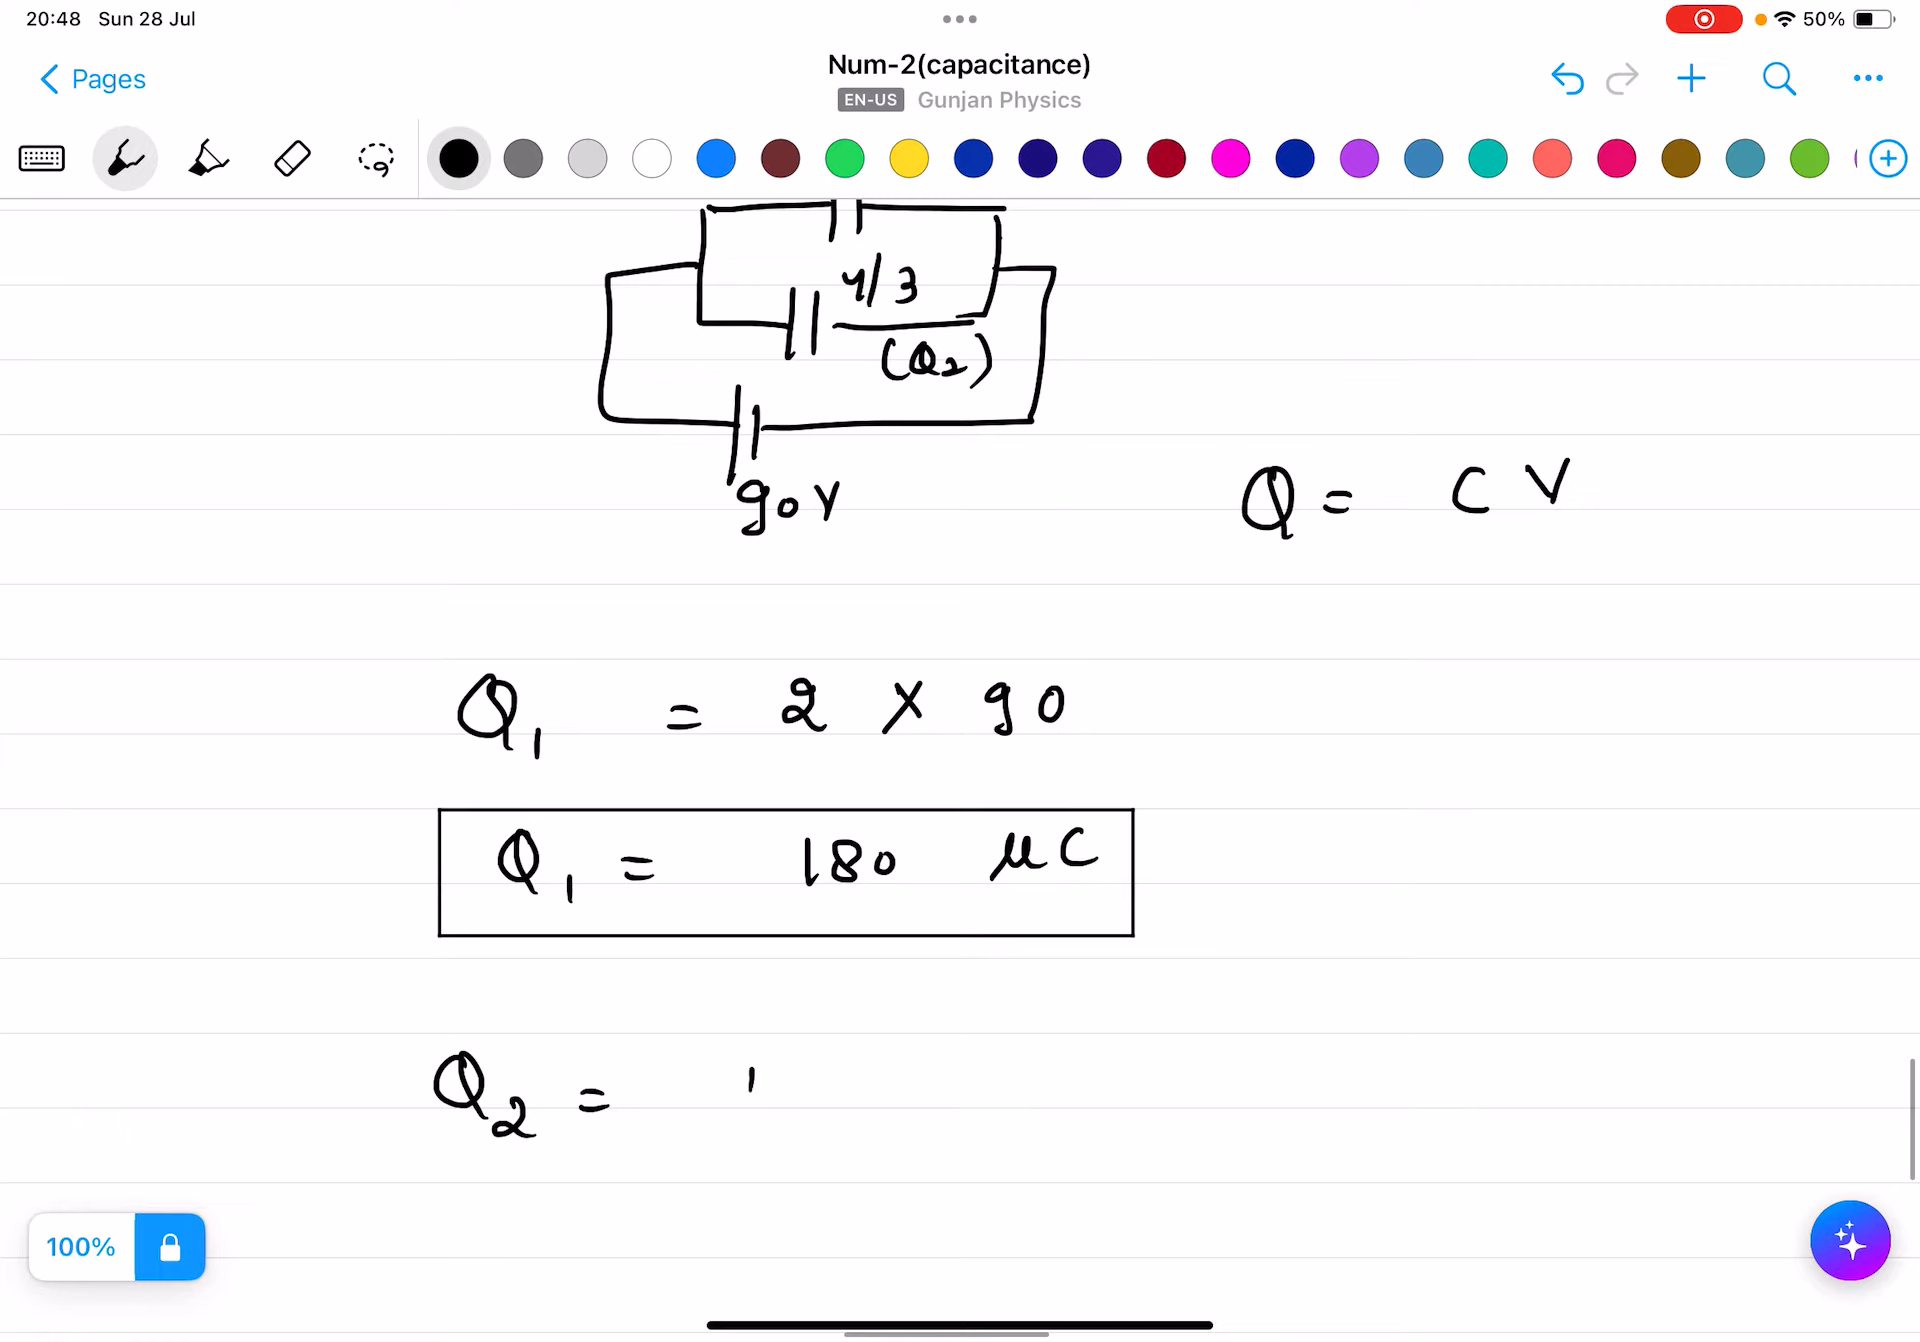 20:48 Sun 28 Jul
50%
Pages
Num-2(capacitance)
EN-US Gunjan Physics
4/3
(Q2)
90V
Q = CV
Q1 = 2 X 90
Q1 = 180 μC
Q2 =
100%